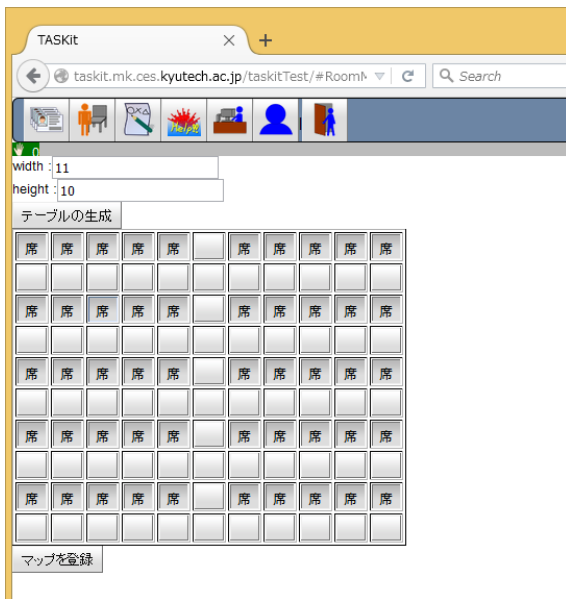 TASKit
taskit.mk.ces.kyutech.ac.jp/taskitTest/#Room
Search
0
width : 11
height : 10
テーブルの生成
席 席 席 席 席 席 席 席 席 席
席 席 席 席 席 席 席 席 席 席
席 席 席 席 席 席 席 席 席 席
席 席 席 席 席 席 席 席 席 席
席 席 席 席 席 席 席 席 席 席
マップを登録